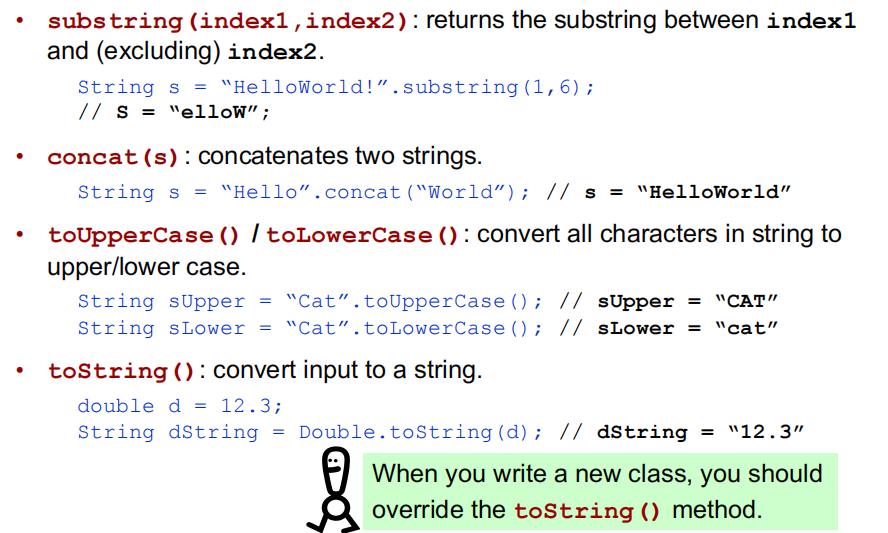 • substring(index1,index2): returns the substring between index1
and (excluding) index2.
String s = “HelloWorld!”.substring(1,6);
// S = “elloW”;
• concat(s): concatenates two strings.
String s = “Hello”.concat(“World”); // s = “HelloWorld”
• toUpperCase() / toLowerCase(): convert all characters in string to
upper/lower case.
String sUpper = “Cat”.toUpperCase(); // sUpper = “CAT”
String sLower = “Cat”.toLowerCase(); // sLower = “cat”
• toString(): convert input to a string.
double d = 12.3;
String dString = Double.toString(d); // dString = “12.3”
When you write a new class, you should
override the toString() method.